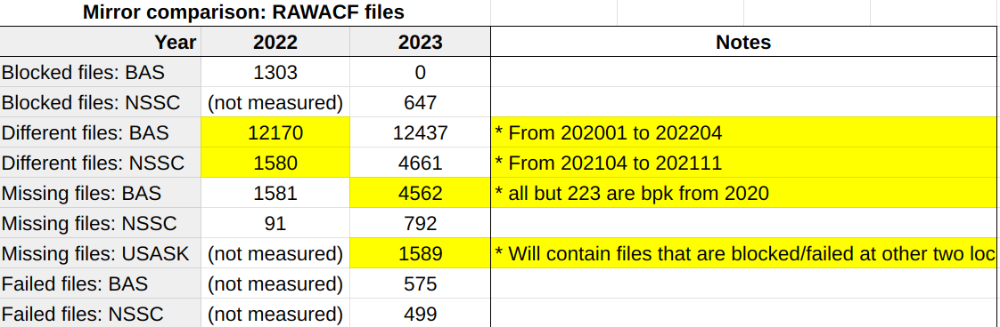 Mirror comparison: RAWACF files
Year 2022 2023 Notes
Blocked files: BAS 1303 0
Blocked files: NSSC (not measured) 647
Different files: BAS 12170 12437 * From 202001 to 202204
Different files: NSSC 1580 4661 * From 202104 to 202111
Missing files: BAS 1581 4562 * all but 223 are bpk from 2020
Missing files: NSSC 91 792
Missing files: USASK (not measured) 1589 * Will contain files that are blocked/failed at other two loc
Failed files: BAS (not measured) 575
Failed files: NSSC (not measured) 499